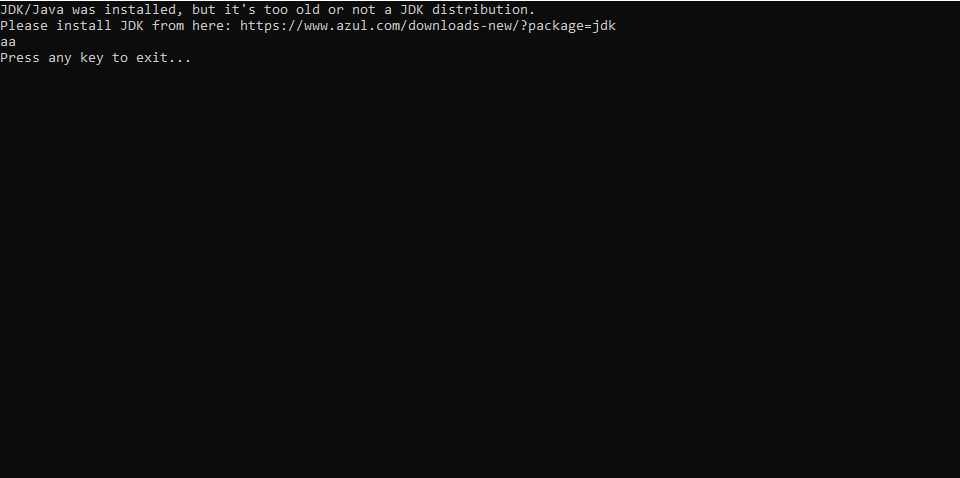 JDK/Java was installed, but it's too old or not a JDK distribution.
Please install JDK from here: https://www.azul.com/downloads-new/?package=jdk
aa
Press any key to exit...